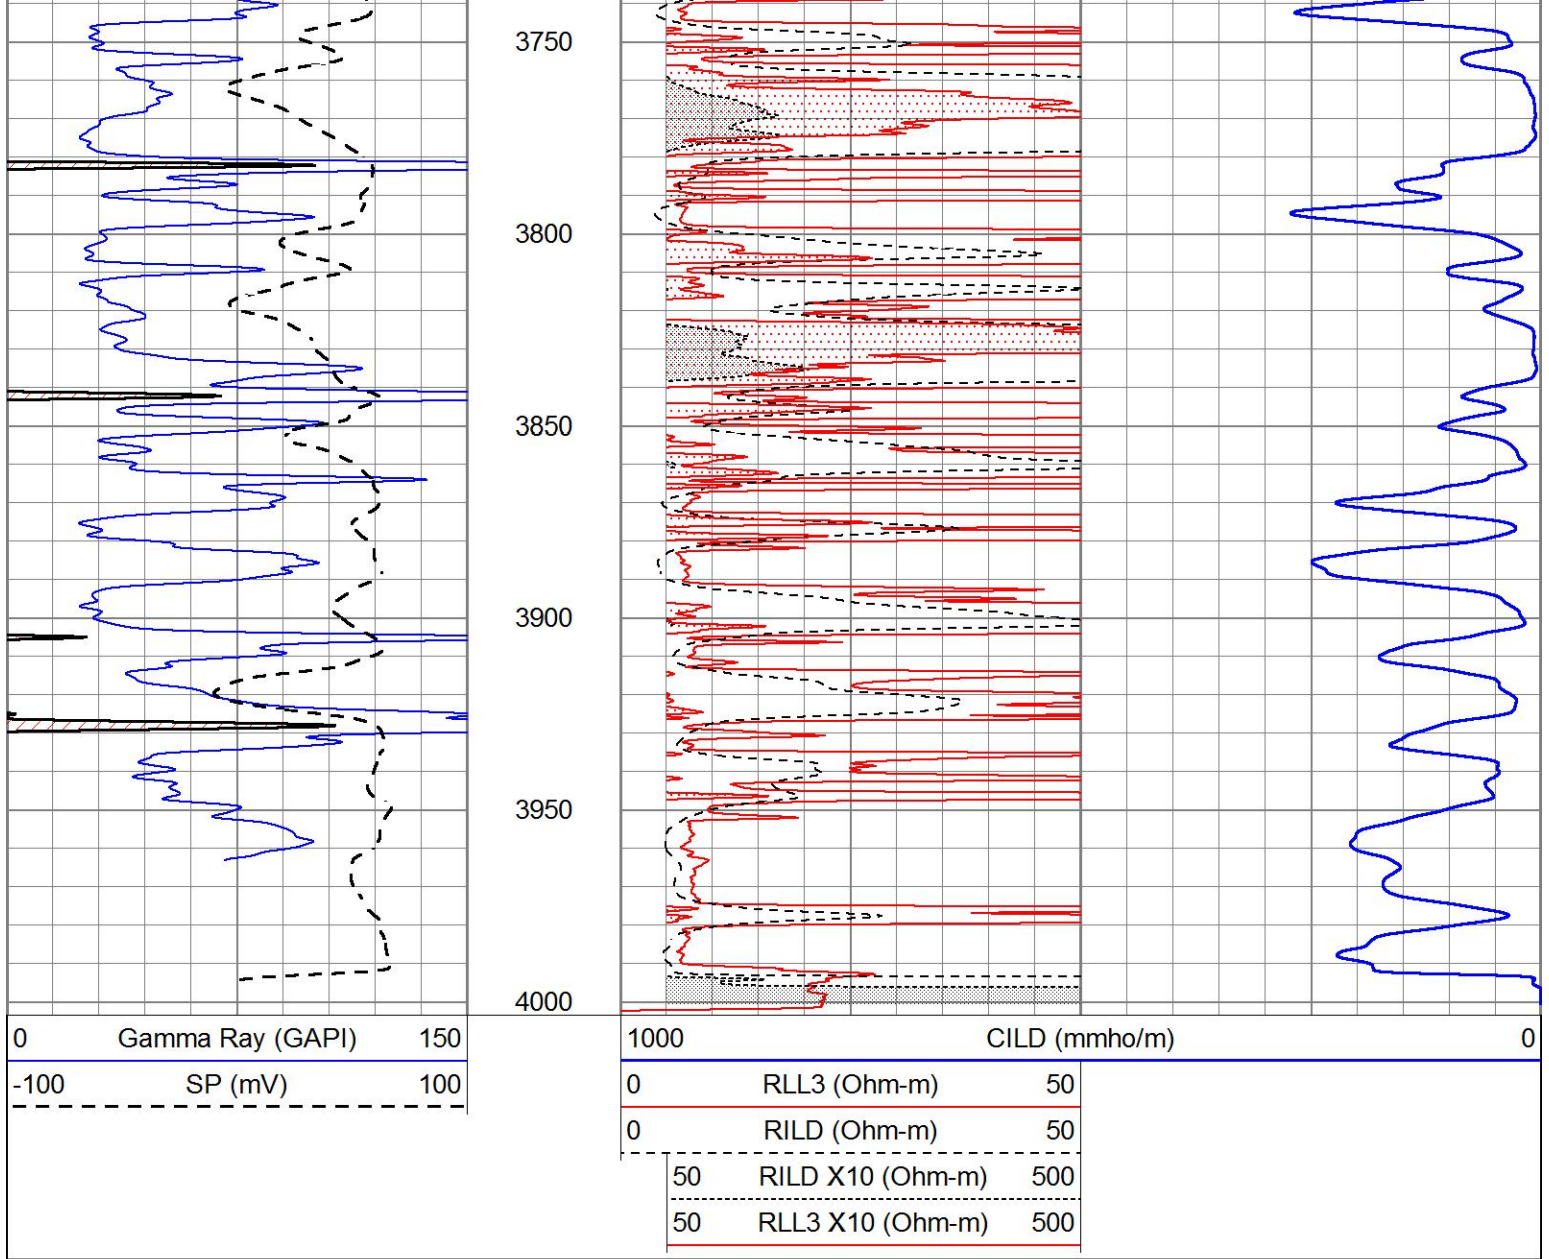 3750
3800
3850
3900
3950
4000
0 Gamma Ray (GAPI) 150
-100 SP (mV) 100
1000 CILD (mmho/m) 0
0 RLL3 (Ohm-m) 50
0 RILD (Ohm-m) 50
50 RILD X10 (Ohm-m) 500
50 RLL3 X10 (Ohm-m) 500